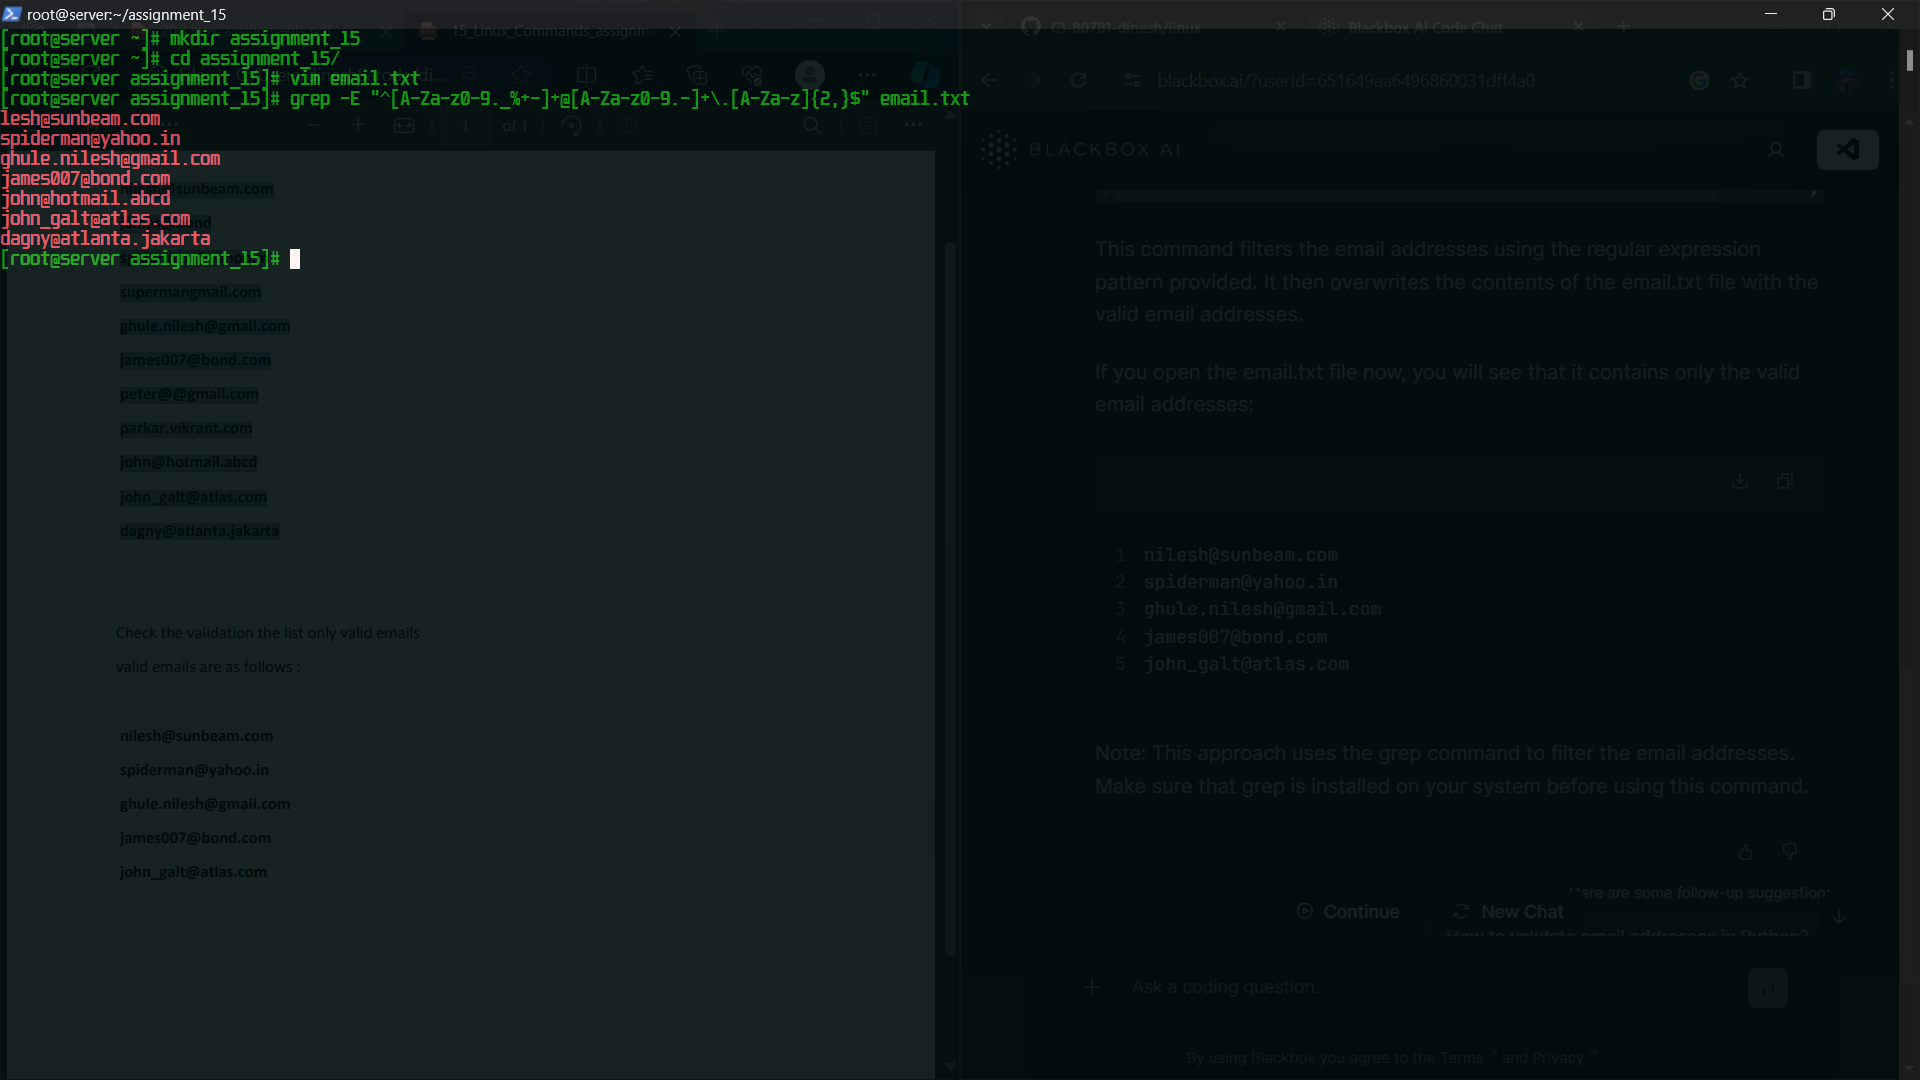 root@server:~/assignment_15
[root@server ~]# mkdir assignment_15
[root@server ~]# cd assignment_15/
[root@server assignment_15]# vim email.txt
[root@server assignment_15]# grep -E "^[A-Za-z0-9._%+-]+@[A-Za-z0-9.-]+\.[A-Za-z]{2,}$" email.txt
lesh@sunbeam.com
spiderman@yahoo.in
ghule.nilesh@gmail.com
james007@bond.com
john@hotmail.abcd
john_galt@atlas.com
dagny@atlanta.jakarta
[root@server assignment_15]#
15_Linux_Commands_assignme
1 of 1
sunbeam.com
supermangmail.com
ghule.nilesh@gmail.com
james007@bond.com
peter@@gmail.com
parkar.vikrant.com
john@hotmail.abcd
john_galt@atlas.com
dagny@atlanta.jakarta
Check the validation the list only valid emails
valid emails are as follows :
nilesh@sunbeam.com
spiderman@yahoo.in
ghule.nilesh@gmail.com
james007@bond.com
john_galt@atlas.com
C1-80781-dinesh/linux
Blackbox AI Code Chat
blackbox.ai/?userId=651649aa6496860031dff4a0
BLACKBOX AI
This command filters the email addresses using the regular expression
pattern provided. It then overwrites the contents of the email.txt file with the
valid email addresses.
If you open the email.txt file now, you will see that it contains only the valid
email addresses:
1 nilesh@sunbeam.com
2 spiderman@yahoo.in
3 ghule.nilesh@gmail.com
4 james007@bond.com
5 john_galt@atlas.com
Note: This approach uses the grep command to filter the email addresses.
Make sure that grep is installed on your system before using this command.
Here are some follow-up suggestion:
Continue
New Chat
How to validate email addresses in Python?
Ask a coding question.
By using Blackbox you agree to the Terms and Privacy .